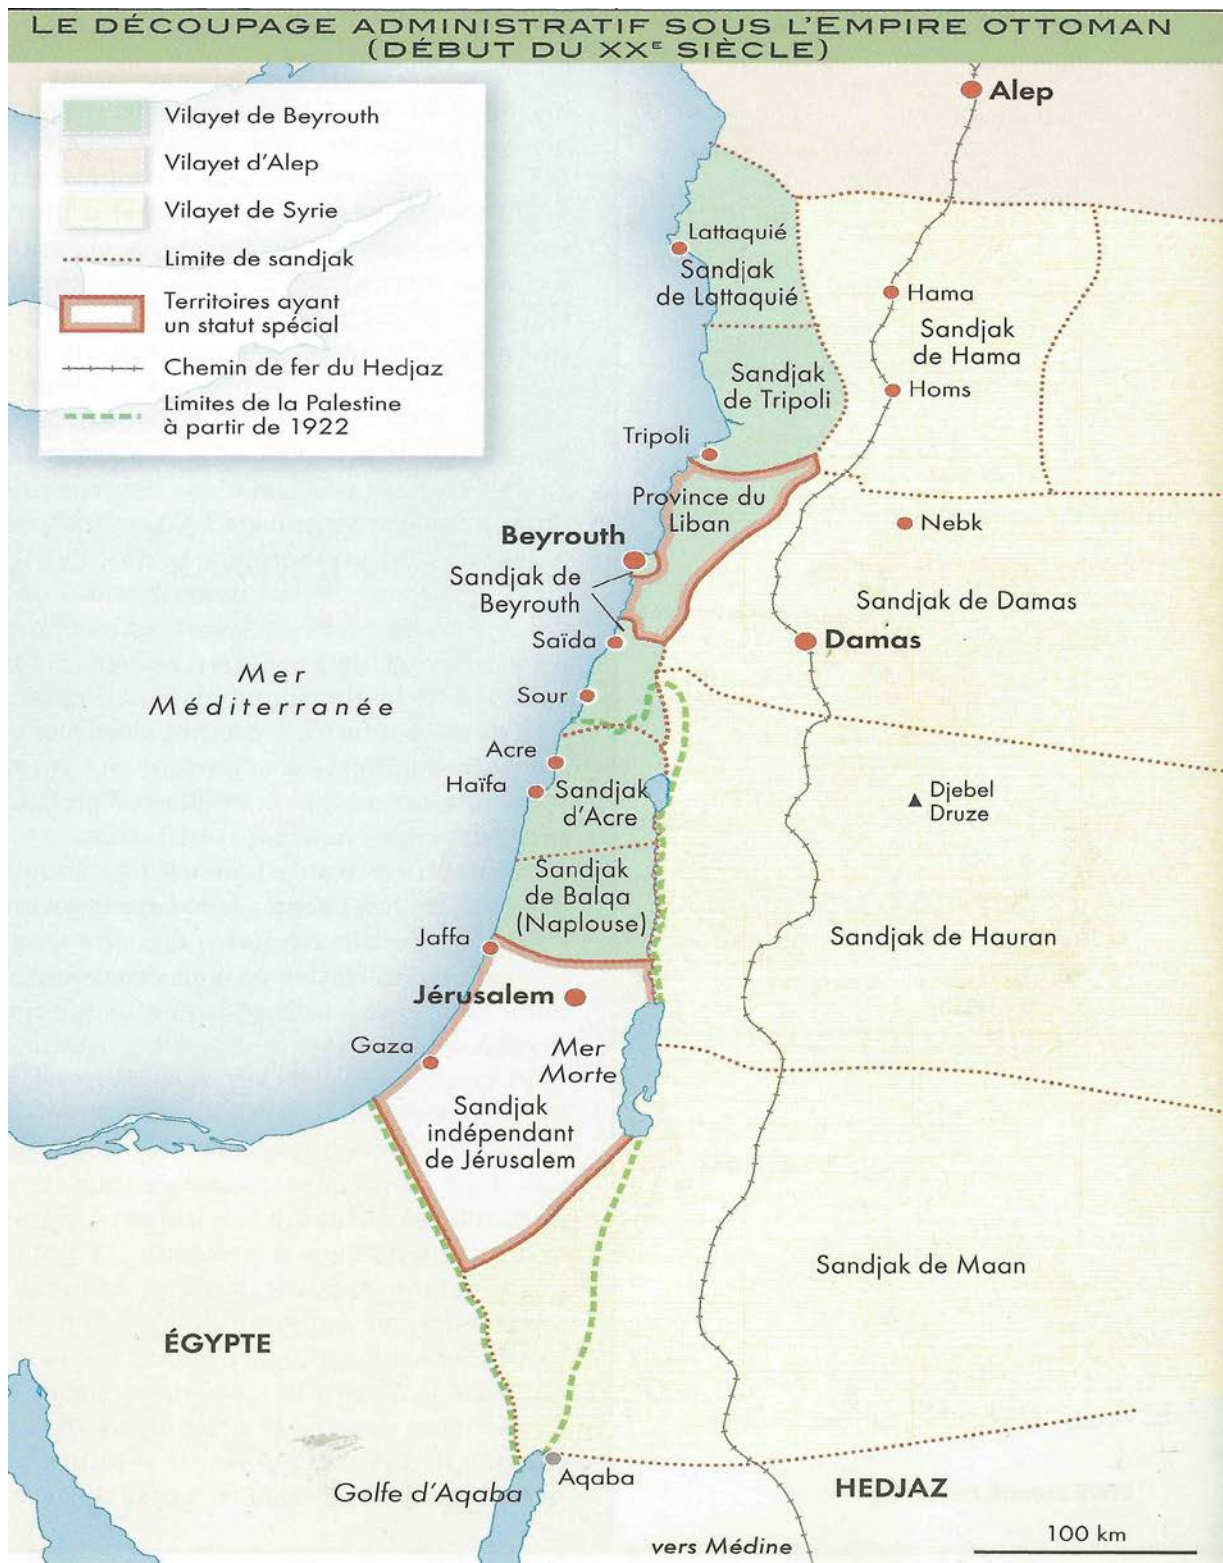 LE DÉCOUPAGE ADMINISTRATIF SOUS L'EMPIRE OTTOMAN
(DÉBUT DU XXE SIÈCLE)
Vilayet de Beyrouth
Vilayet d'Alep
Vilayet de Syrie
Limite de sandjak
Territoires ayant
un statut spécial
Chemin de fer du Hedjaz
Limites de la Palestine
à partir de 1922
Alep
Lattaquié
Sandjak
de Lattaquié
Hama
Sandjak
de Hama
Sandjak
de Tripoli
Homs
Tripoli
Province du
Liban
Nebk
Beyrouth
Sandjak de
Beyrouth
Sandjak de Damas
Saïda
Damas
Mer
Méditerranée
Sour
Acre
Haïfa
Sandjak
d'Acre
Djebel
Druze
Sandjak
de Balqa
(Naplouse)
Jaffa
Sandjak de Hauran
Jérusalem
Gaza
Mer
Morte
Sandjak
indépendant
de Jérusalem
Sandjak de Maan
ÉGYPTE
Golfe d'Aqaba
Aqaba
HEDJAZ
vers Médine
100 km